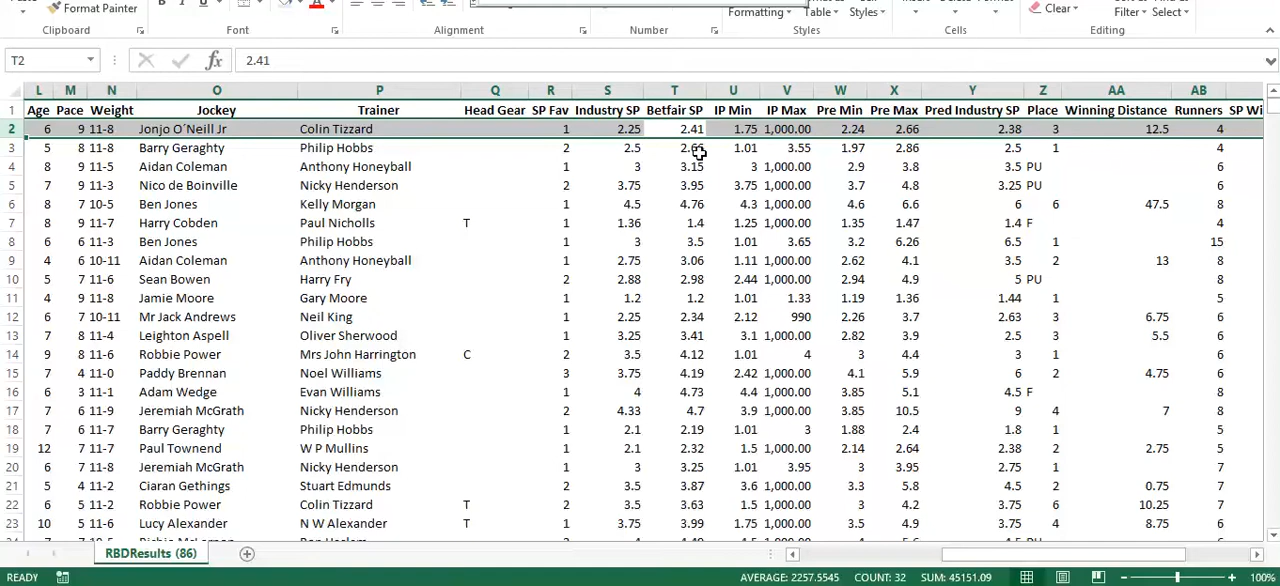 Format Painter
Formatting
Table
Styles
Clear
Filter
Select
Clipboard
Font
Alignment
Number
Styles
Cells
Editing
T2 fx 2.41
L M N O P Q R S T U V W X Y Z AA AB
1 Age Pace Weight Jockey Trainer Head Gear SP Fav Industry SP Betfair SP IP Min IP Max Pre Min Pre Max Pred Industry SP Place Winning Distance Runners SP Wi
2 6 9 11-8 Jonjo O´Neill Jr Colin Tizzard 1 2.25 2.41 1.75 1,000.00 2.24 2.66 2.38 3 12.5 4
3 5 8 11-8 Barry Geraghty Philip Hobbs 2 2.5 1.01 3.55 1.97 2.86 2.5 1 4
4 8 9 11-5 Aidan Coleman Anthony Honeyball 1 3 3.15 3 1,000.00 2.9 3.8 3.5 PU 6
5 7 9 11-3 Nico de Boinville Nicky Henderson 2 3.75 3.95 3.75 1,000.00 3.7 4.8 3.25 PU 6
6 8 7 10-5 Ben Jones Kelly Morgan 1 4.5 4.76 4.3 1,000.00 4.6 6.6 6 6 47.5 8
7 8 9 11-7 Harry Cobden Paul Nicholls T 1 1.36 1.4 1.25 1,000.00 1.35 1.47 1.4 F 4
8 6 6 11-3 Ben Jones Philip Hobbs 1 3 3.5 1.01 3.65 3.2 6.26 6.5 1 15
9 4 6 10-11 Aidan Coleman Anthony Honeyball 1 2.75 3.06 1.11 1,000.00 2.62 4.1 3.5 2 13 8
10 5 7 11-6 Sean Bowen Harry Fry 2 2.88 2.98 2.44 1,000.00 2.94 4.9 5 PU 8
11 4 9 11-8 Jamie Moore Gary Moore 1 1.2 1.2 1.01 1.33 1.19 1.36 1.44 1 5
12 6 7 10-11 Mr Jack Andrews Neil King 1 2.25 2.34 2.12 990 2.26 3.7 2.63 3 6.75 6
13 7 8 11-4 Leighton Aspell Oliver Sherwood 1 3.25 3.41 3.1 1,000.00 2.82 3.9 2.5 3 5.5 6
14 9 8 11-6 Robbie Power Mrs John Harrington C 2 3.5 4.12 1.01 4 3 4.4 3 1 6
15 7 4 11-0 Paddy Brennan Noel Williams 3 3.75 4.19 2.42 1,000.00 4.1 5.9 6 2 4.75 6
16 6 3 11-1 Adam Wedge Evan Williams 1 4 4.73 4.4 1,000.00 3.85 5.1 4.5 F 8
17 7 6 11-9 Jeremiah McGrath Nicky Henderson 2 4.33 4.7 3.9 1,000.00 3.85 10.5 9 4 7 8
18 6 7 11-7 Barry Geraghty Philip Hobbs 1 2.1 2.19 1.01 3 1.88 2.4 1.8 1 5
19 12 7 11-7 Paul Townend W P Mullins 1 2.1 2.32 1.5 1,000.00 2.14 2.64 2.38 2 2.75 5
20 6 7 11-8 Jeremiah McGrath Nicky Henderson 1 3 3.25 1.01 3.95 3 3.95 2.75 1 7
21 5 4 11-2 Ciaran Gethings Stuart Edmunds 2 3.5 3.87 3.6 1,000.00 3.3 5.8 4.5 2 0.75 7
22 6 5 11-2 Robbie Power Colin Tizzard T 2 3.5 3.63 1.5 1,000.00 3 4.2 3.75 6 10.25 7
23 10 5 11-6 Lucy Alexander N W Alexander T 1 3.75 3.99 1.75 1,000.00 3.5 4.9 3.75 4 8.75 7
RBDResults (86)
READY AVERAGE: 2257.5545 COUNT: 32 SUM: 45151.09 100%